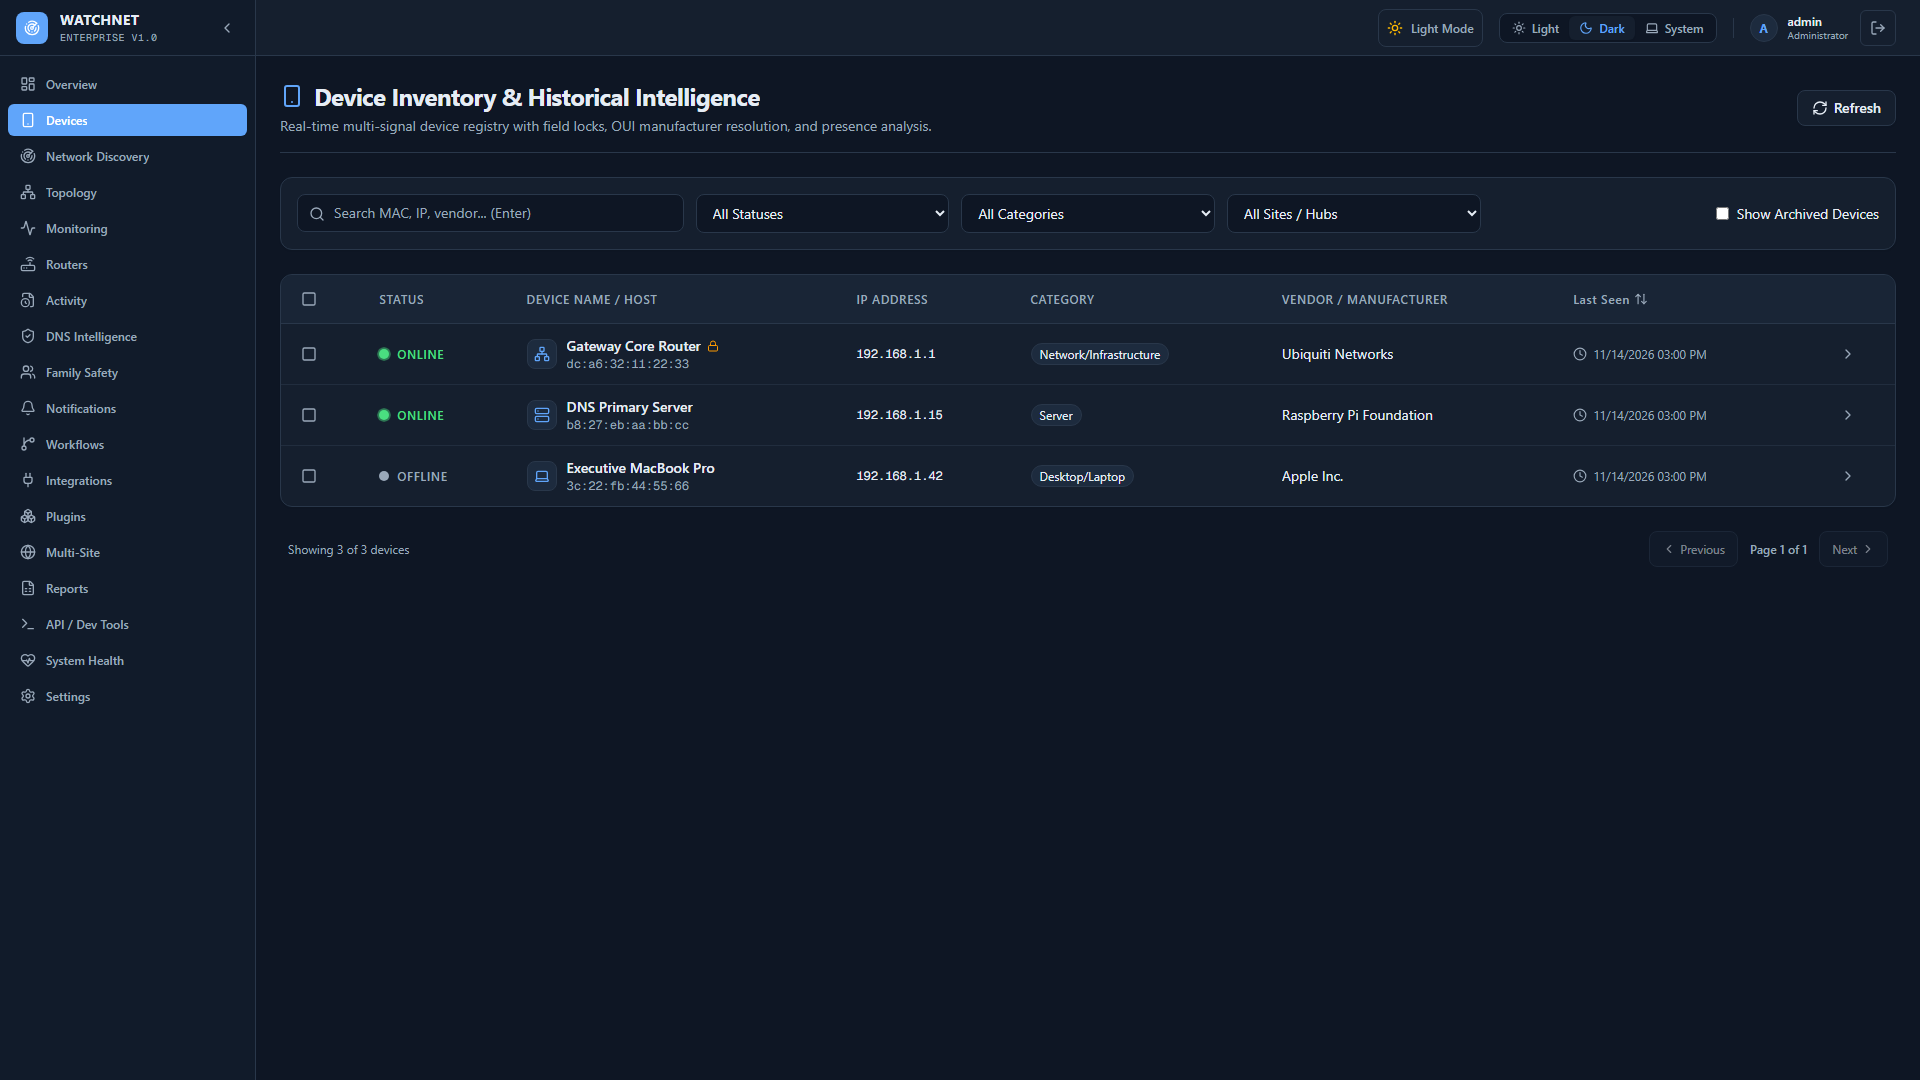 WATCHNET
ENTERPRISE V1.0
Light Mode
Light
Dark
System
A
admin
Administrator
Overview
Devices
Network Discovery
Topology
Monitoring
Routers
Activity
DNS Intelligence
Family Safety
Notifications
Workflows
Integrations
Plugins
Multi-Site
Reports
API / Dev Tools
System Health
Settings
Device Inventory & Historical Intelligence
Real-time multi-signal device registry with field locks, OUI manufacturer resolution, and presence analysis.
Refresh
Search MAC, IP, vendor... (Enter)
All Statuses
All Categories
All Sites / Hubs
Show Archived Devices
STATUS DEVICE NAME / HOST IP ADDRESS CATEGORY VENDOR / MANUFACTURER Last Seen
ONLINE Gateway Core Router 192.168.1.1 Network/Infrastructure Ubiquiti Networks 11/14/2026 03:00 PM
dc:a6:32:11:22:33
ONLINE DNS Primary Server 192.168.1.15 Server Raspberry Pi Foundation 11/14/2026 03:00 PM
b8:27:eb:aa:bb:cc
OFFLINE Executive MacBook Pro 192.168.1.42 Desktop/Laptop Apple Inc. 11/14/2026 03:00 PM
3c:22:fb:44:55:66
Showing 3 of 3 devices
Previous
Page 1 of 1
Next